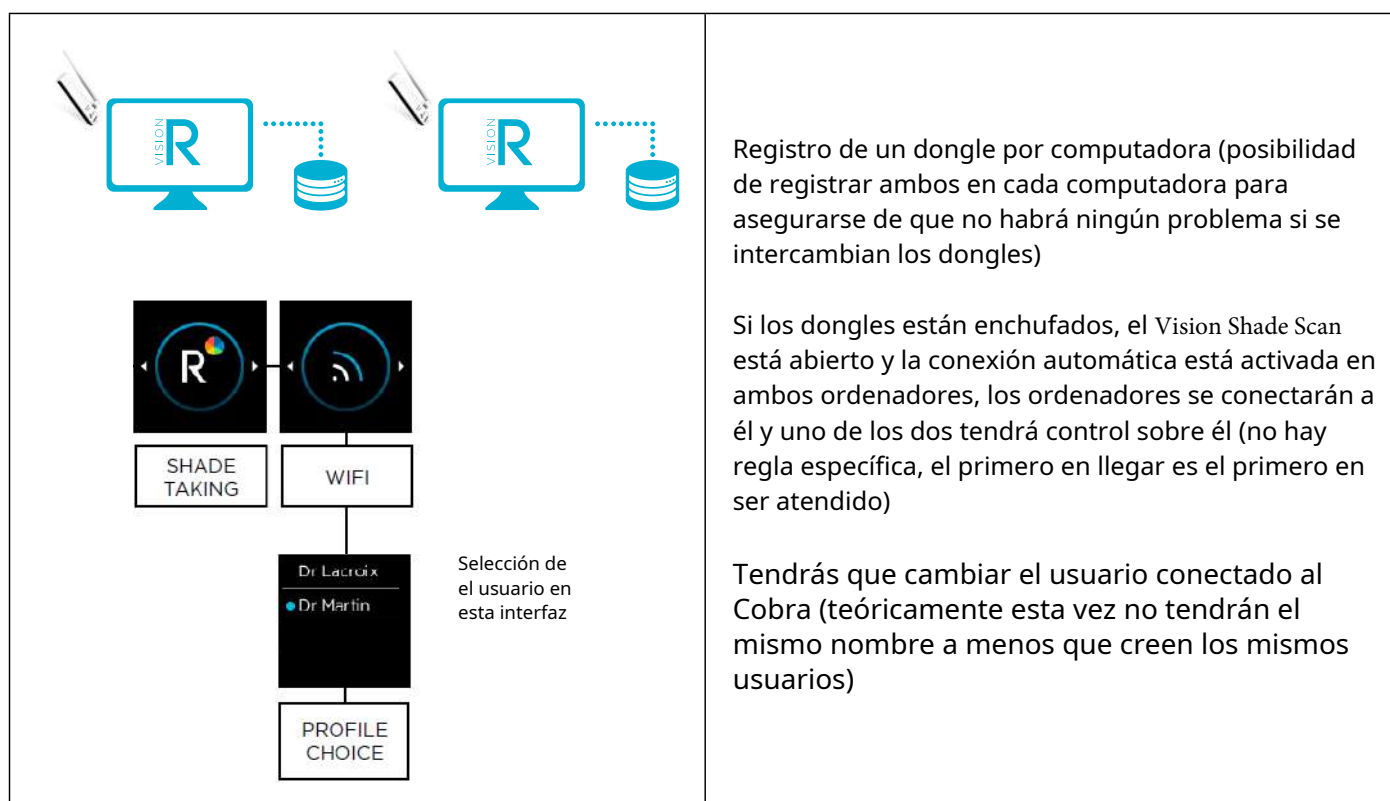 VISION R
VISION R
R
SHADE
TAKING
WIFI
Dr Lacroix
Dr Martin
PROFILE
CHOICE
Selección de
el usuario en
esta interfaz
Registro de un dongle por computadora (posibilidad
de registrar ambos en cada computadora para
asegurarse de que no habrá ningún problema si se
intercambian los dongles)
Si los dongles están enchufados, el Vision Shade Scan
está abierto y la conexión automática está activada en
ambos ordenadores, los ordenadores se conectarán a
él y uno de los dos tendrá control sobre él (no hay
regla específica, el primero en llegar es el primero en
ser atendido)
Tendrás que cambiar el usuario conectado al
Cobra (teóricamente esta vez no tendrán el
mismo nombre a menos que creen los mismos
usuarios)